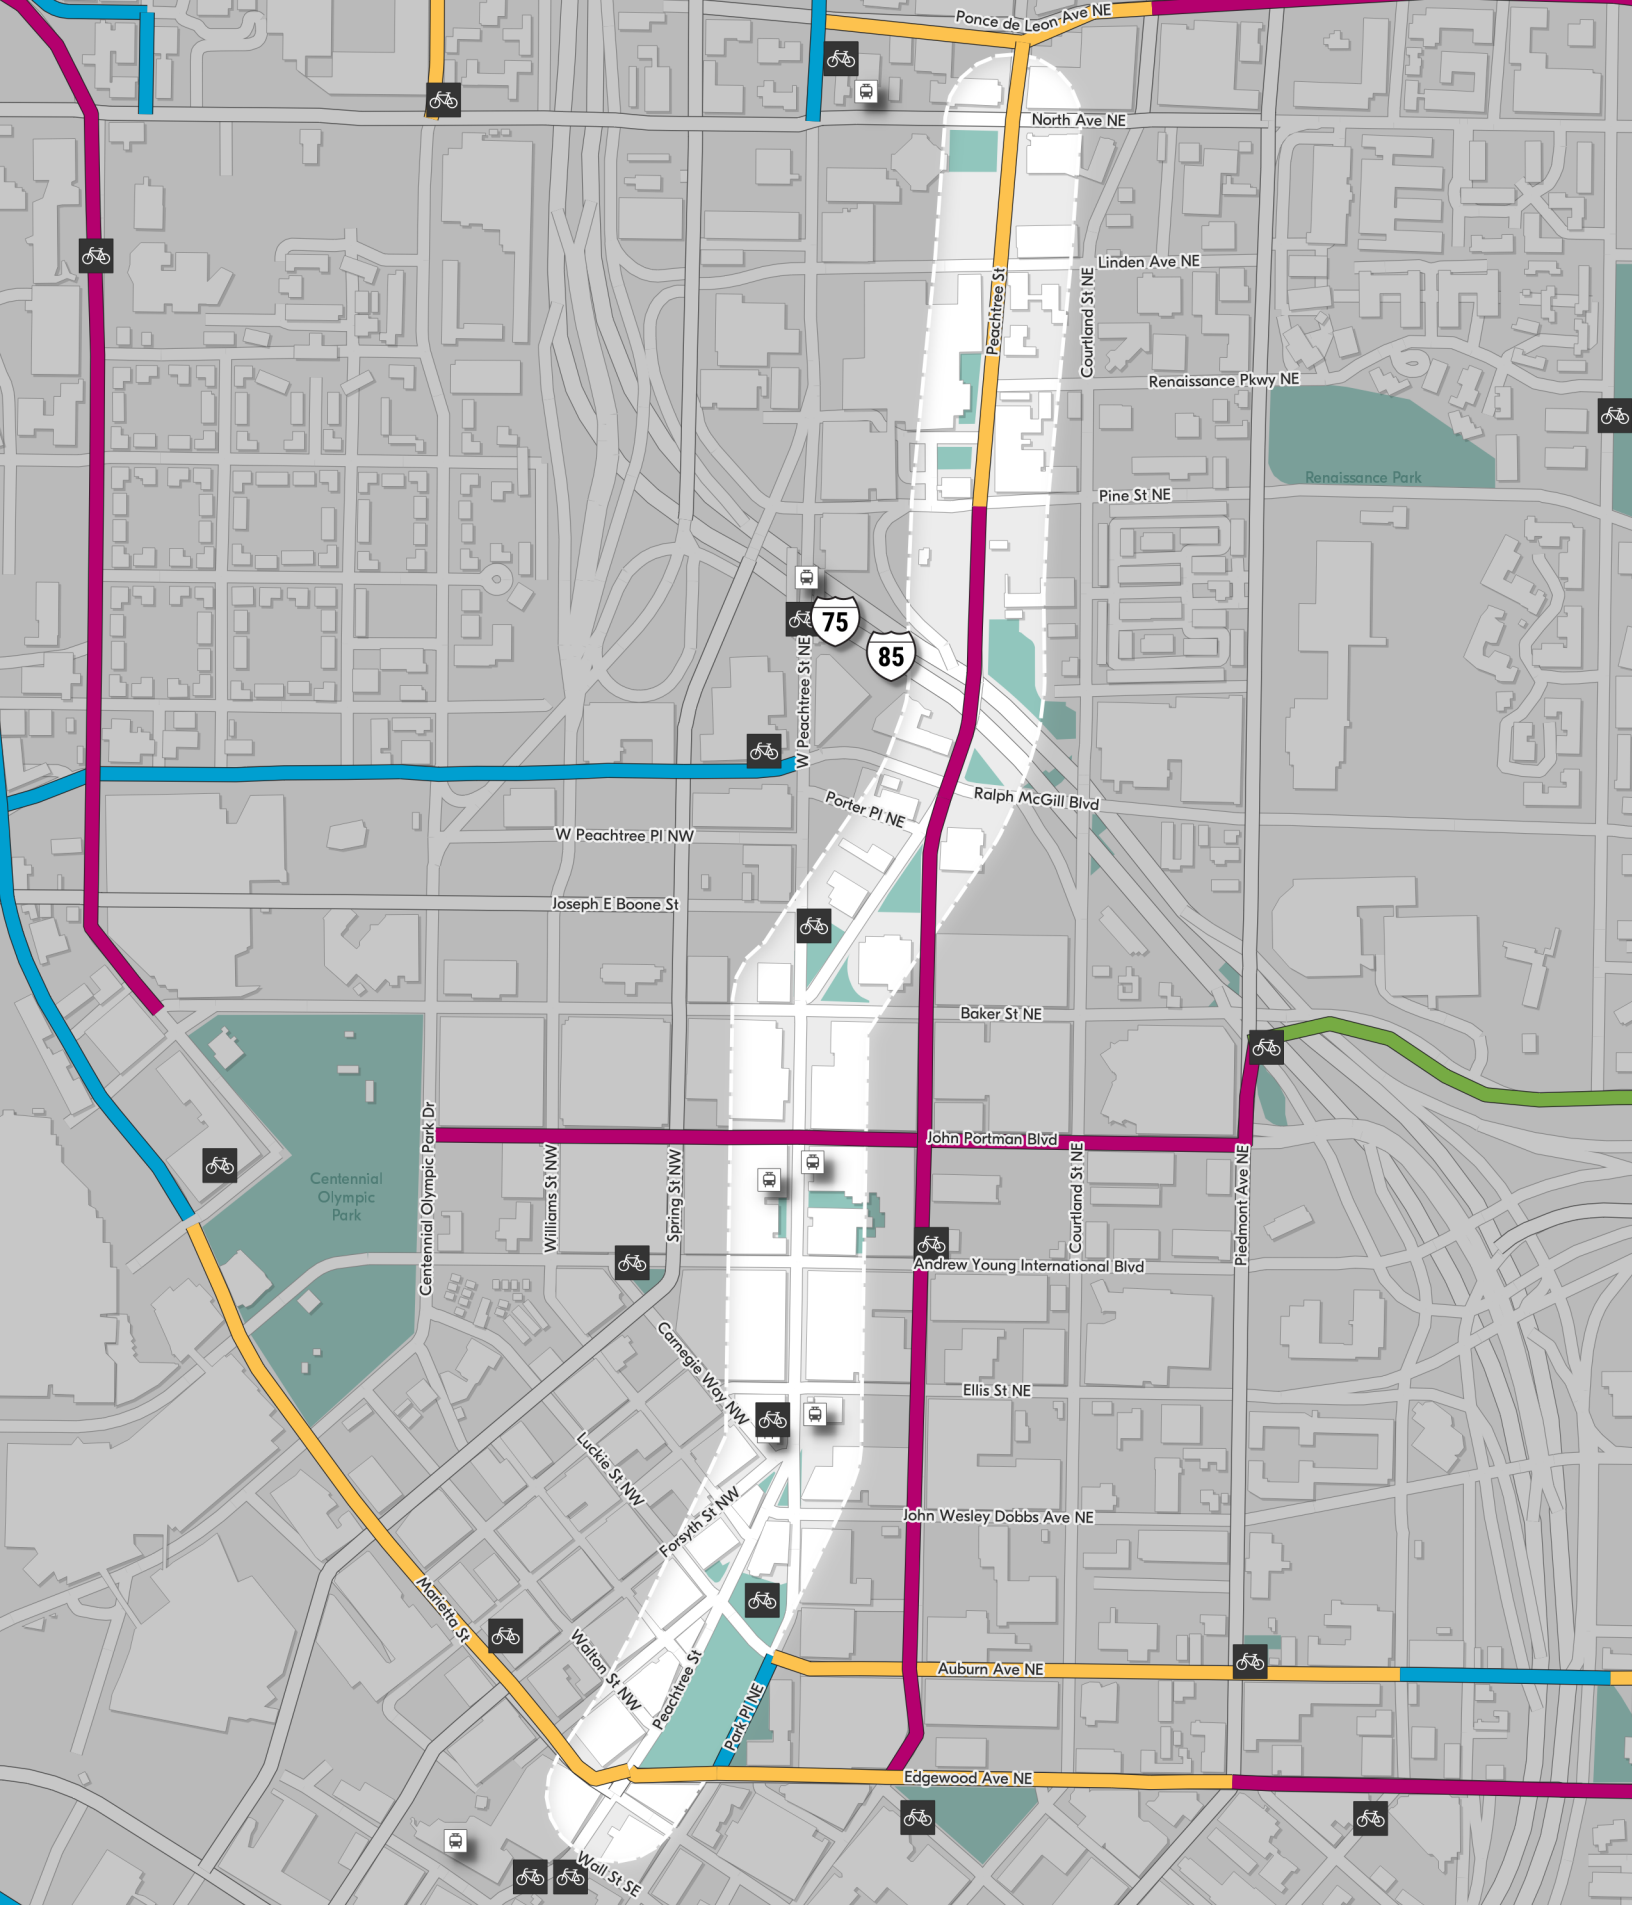 Ponce de Leon Ave NE
North Ave NE
Linden Ave NE
Peachtree St
Courtland St NE
Renaissance Pkwy NE
Renaissance Park
Pine St NE
75
85
W Peachtree St NE
Ralph McGill Blvd
Porter Pl NE
W Peachtree Pl NW
Joseph E Boone St
Baker St NE
John Portman Blvd
Centennial Olympic Park Dr
Centennial
Olympic
Park
Williams St NW
Spring St NW
Courtland St NE
Piedmont Ave NE
Andrew Young International Blvd
Carnegie Way NW
Ellis St NE
Luckie St NW
Forsyth St NW
John Wesley Dobbs Ave NE
Marietta St
Walton St NW
Peachtree St
Park Pl NE
Auburn Ave NE
Edgewood Ave NE
Wall St SE